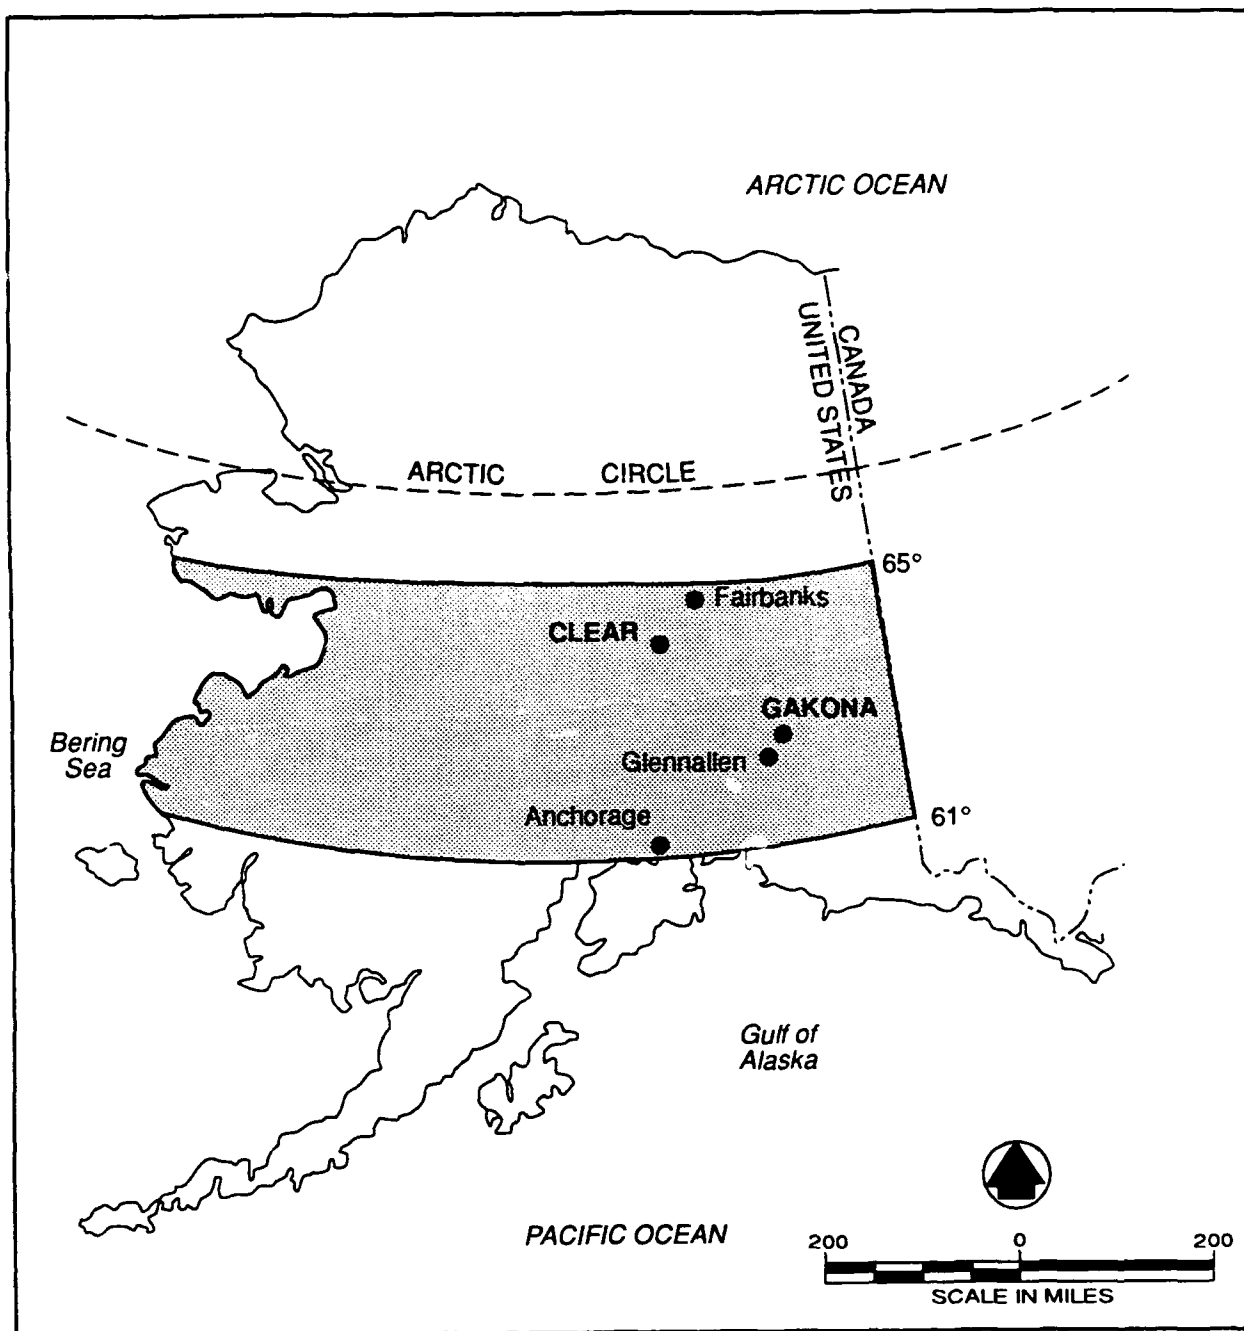 ARCTIC OCEAN
CANADA
UNITED STATES
ARCTIC CIRCLE
65°
Fairbanks
CLEAR
GAKONA
Bering
Sea
Glennallen
Anchorage
61°
Gulf of
Alaska
PACIFIC OCEAN
200 0 200
SCALE IN MILES